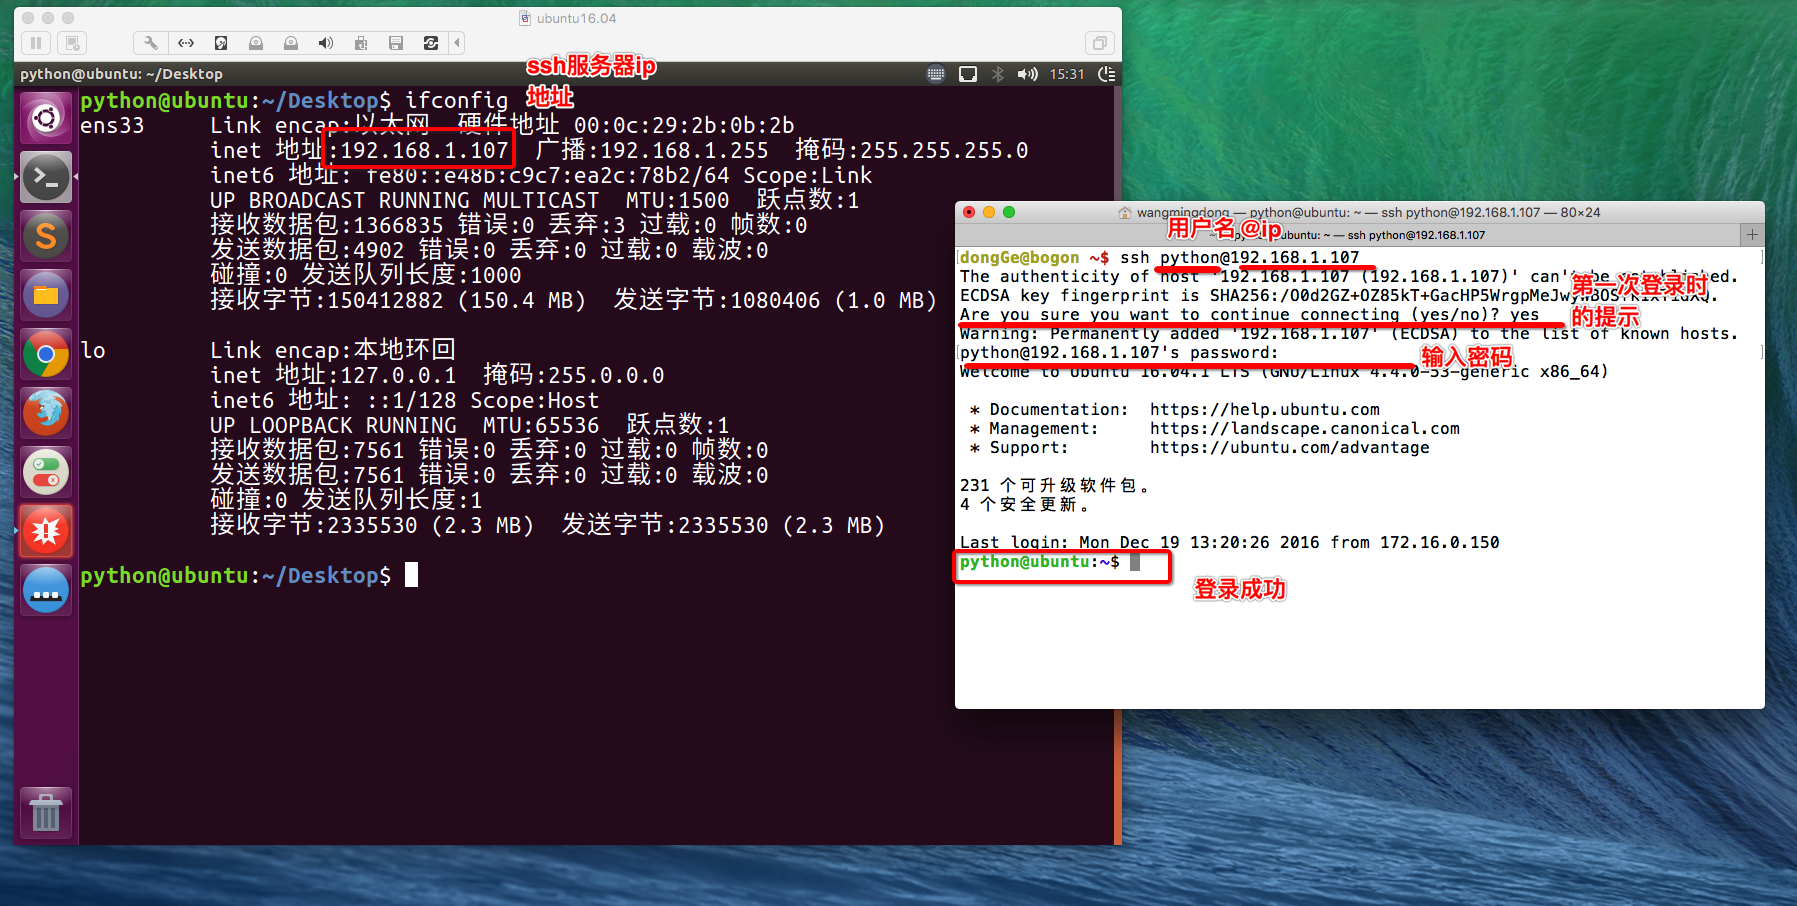 ubuntu16.04
python@ubuntu: ~/Desktop
15:31
ssh服务器ip
地址
python@ubuntu:~/Desktop$ ifconfig
ens33 Link encap:以太网 硬件地址 00:0c:29:2b:0b:2b
inet 地址:192.168.1.107 广播:192.168.1.255 掩码:255.255.255.0
inet6 地址: fe80::e48b:c9c7:ea2c:78b2/64 Scope:Link
UP BROADCAST RUNNING MULTICAST MTU:1500 跃点数:1
接收数据包:1366835 错误:0 丢弃:3 过载:0 帧数:0
发送数据包:4902 错误:0 丢弃:0 过载:0 载波:0
碰撞:0 发送队列长度:1000
接收字节:150412882 (150.4 MB) 发送字节:1080406 (1.0 MB)
lo Link encap:本地环回
inet 地址:127.0.0.1 掩码:255.0.0.0
inet6 地址: ::1/128 Scope:Host
UP LOOPBACK RUNNING MTU:65536 跃点数:1
接收数据包:7561 错误:0 丢弃:0 过载:0 帧数:0
发送数据包:7561 错误:0 丢弃:0 过载:0 载波:0
碰撞:0 发送队列长度:1
接收字节:2335530 (2.3 MB) 发送字节:2335530 (2.3 MB)
python@ubuntu:~/Desktop$
wangmingdong — python@ubuntu: ~ — ssh python@192.168.1.107 — 80×24
用户名@ip
ubuntu: ~ — ssh python@192.168.1.107
dongGe@bogon ~$ ssh python@192.168.1.107
The authenticity of host '192.168.1.107 (192.168.1.107)' can't be established.
ECDSA key fingerprint is
第一次登录时
的提示
Are you sure you want to continue connecting (yes/no)? yes
Warning: Permanently added '192.168.1.107' (ECDSA) to the list of known hosts.
python@192.168.1.107's password:
输入密码
Welcome to Ubuntu 16.04.1 LTS (GNU/Linux 4.4.0-53-generic x86_64)
* Documentation: https://help.ubuntu.com
* Management: https://landscape.canonical.com
* Support: https://ubuntu.com/advantage
231 个可升级软件包。
4 个安全更新。
Last login: Mon Dec 19 13:20:26 2016 from 172.16.0.150
python@ubuntu:~$
登录成功